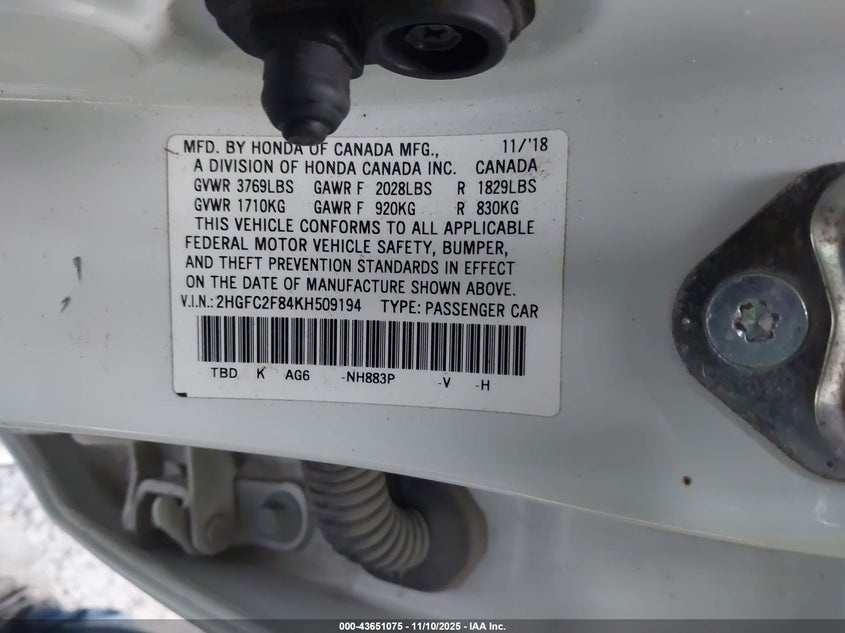 MFD. BY HONDA OF CANADA MFG., 11/'18
A DIVISION OF HONDA CANADA INC. CANADA
GVWR 3769LBS GAWR F 2028LBS R 1829LBS
GVWR 1710KG GAWR F 920KG R 830KG
THIS VEHICLE CONFORMS TO ALL APPLICABLE
FEDERAL MOTOR VEHICLE SAFETY, BUMPER,
AND THEFT PREVENTION STANDARDS IN EFFECT
ON THE DATE OF MANUFACTURE SHOWN ABOVE.
V.I.N.: 2HGFC2F84KH509194 TYPE: PASSENGER CAR
TBD K AG6 -NH883P -V -H
000-43651075 | 11/10/2025 | IAA Inc.